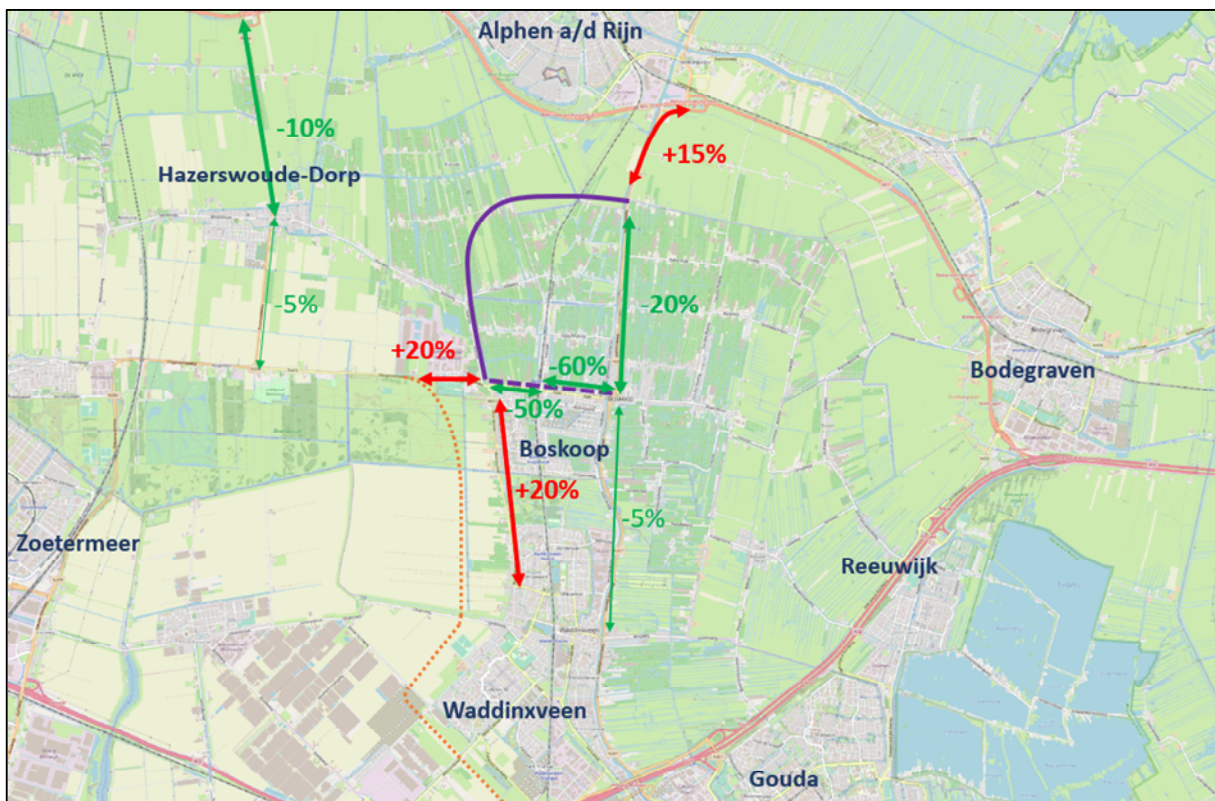 Alphen a/d Rijn
-10%
+15%
Hazerswoude-Dorp
-20%
-5%
+20%
-60%
Bodegraven
Bodegraven
-50%
Boskoop
+20%
-5%
Zoetermeer
Reeuwijk
Waddinxveen
Gouda